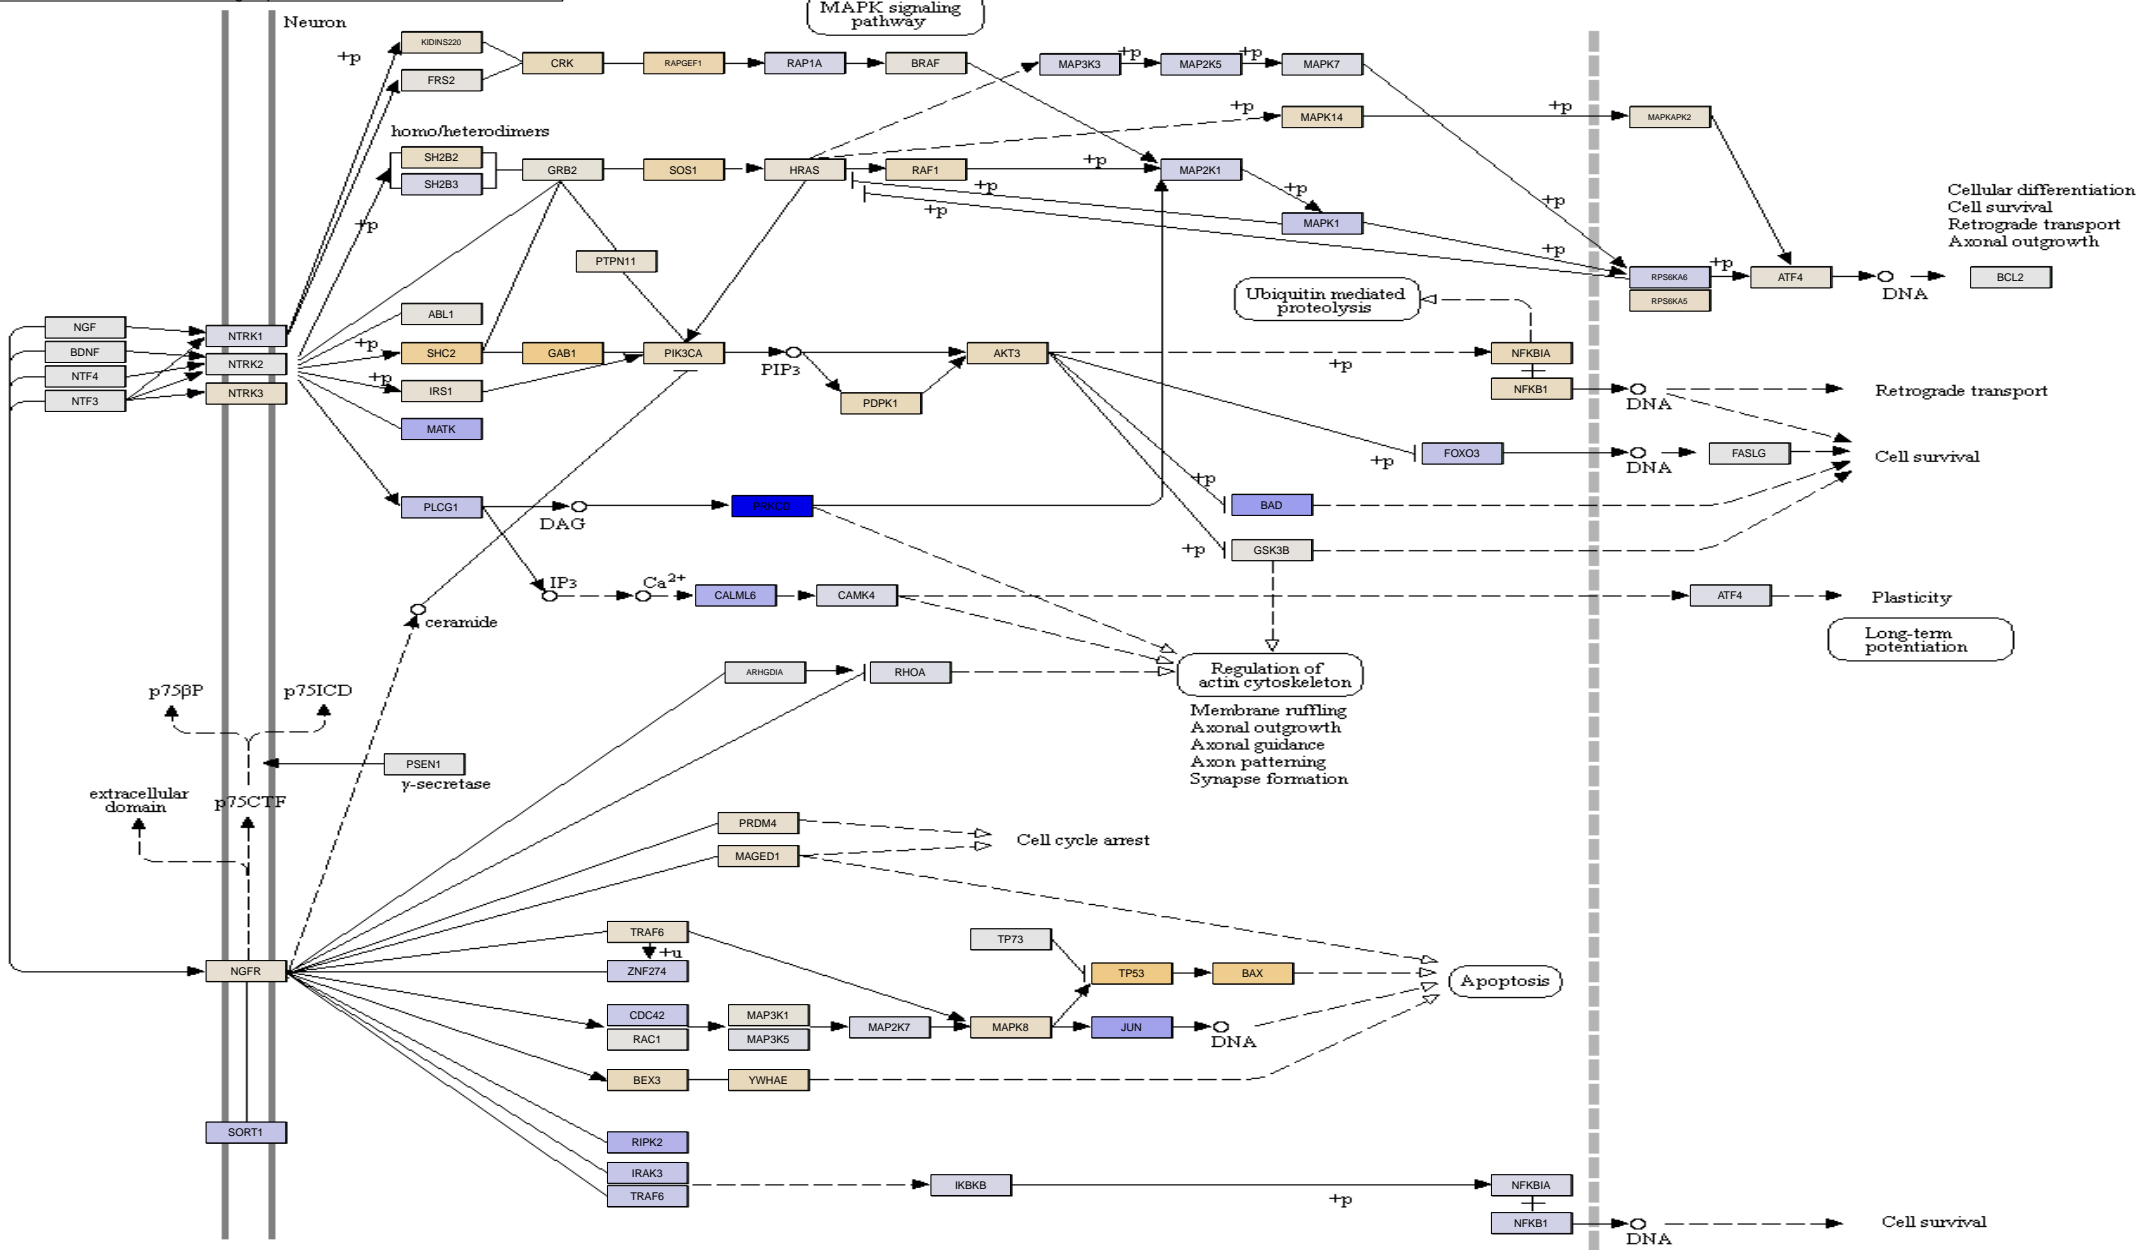 MAPK signaling
pathway
Neuron
+p
KIDINS220
FRS2
CRK
RAPGEF1
RAP1A
BRAF
MAP3K3
+p
MAP2K5
+p
MAPK7
+p
MAPK14
+p
MAPKAPK2
homo/heterodimers
SH2B2
SH2B3
GRB2
SOS1
HRAS
RAF1
+p
MAP2K1
+p
+p
+p
MAPK1
+p
+p
+p
Cellular differentiation
Cell survival
Retrograde transport
Axonal outgrowth
PTPN11
RPS6KA6
RPS6KA5
+p
ATF4
DNA
BCL2
Ubiquitin mediated
proteolysis
NGF
BDNF
NTF4
NTF3
NTRK1
NTRK2
NTRK3
ABL1
+p
SHC2
GAB1
PIK3CA
PIP3
AKT3
+p
NFKBIA
NFKB1
DNA
Retrograde transport
+p
IRS1
PDPK1
MATK
+p
FOXO3
DNA
FASLG
Cell survival
PLCG1
DAG
PRKCD
+p
BAD
+p
GSK3B
IP3
Ca2+
CALML6
CAMK4
ATF4
Plasticity
ceramide
Long-term
potentiation
ARHGDIA
RHOA
Regulation of
actin cytoskeleton
p75βP
p75ICD
Membrane ruffling
Axonal outgrowth
Axonal guidance
Axon patterning
Synapse formation
PSEN1
γ-secretase
extracellular
domain
p75CTF
PRDM4
MAGED1
Cell cycle arrest
TRAF6
+u
ZNF274
TP73
NGFR
TP53
BAX
Apoptosis
CDC42
RAC1
MAP3K1
MAP3K5
MAP2K7
MAPK8
JUN
DNA
BEX3
YWHAE
SORT1
RIPK2
IRAK3
TRAF6
IKBKB
+p
NFKBIA
NFKB1
DNA
Cell survival